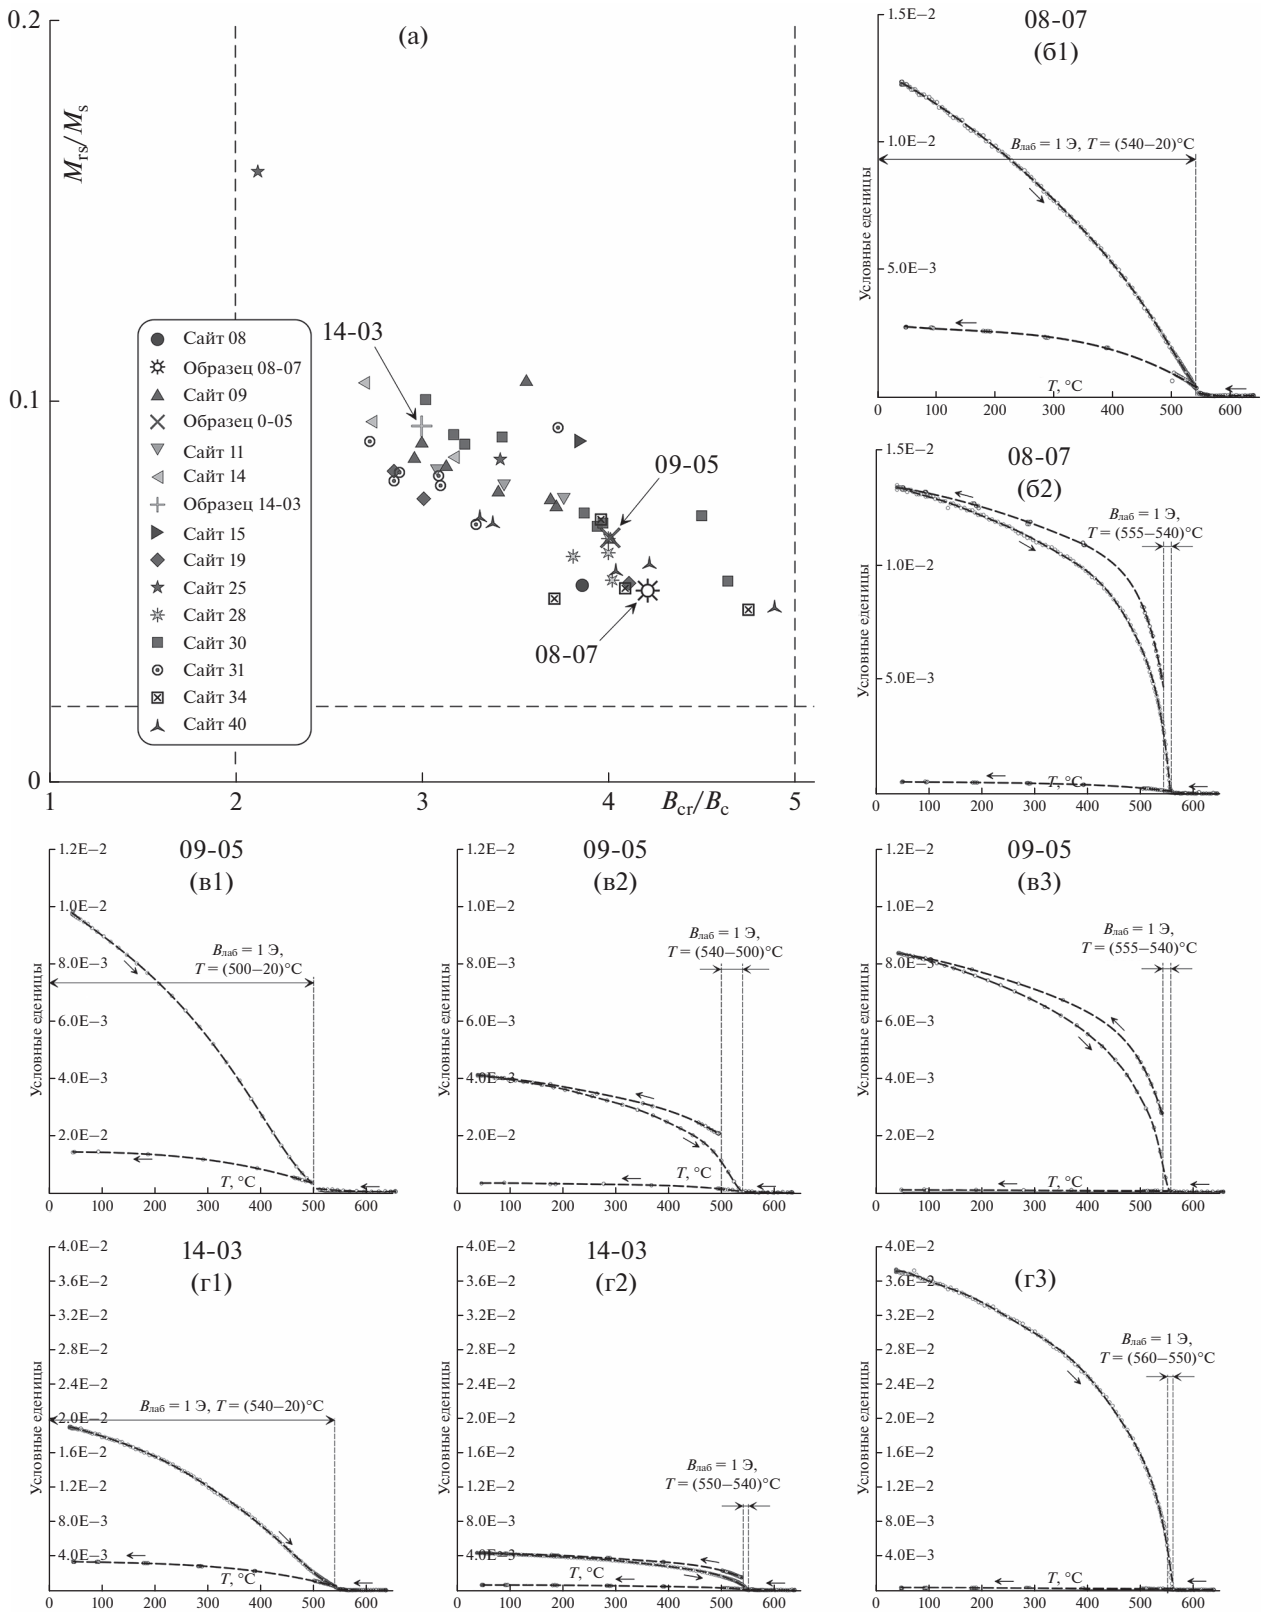 (а)
0.2
0.1
0
M_rs/M_s
1
2
3
4
5
B_cr/B_c
14-03
09-05
08-07
Сайт 08
Образец 08-07
Сайт 09
Образец 0-05
Сайт 11
Сайт 14
Образец 14-03
Сайт 15
Сайт 19
Сайт 25
Сайт 28
Сайт 30
Сайт 31
Сайт 34
Сайт 40
08-07
(б1)
1.5E−2
1.0E−2
5.0E−3
Условные еденицы
B_лаб = 1 Э, T = (540−20)°C
T, °C
0 100 200 300 400 500 600
08-07
(б2)
1.5E−2
1.0E−2
5.0E−3
Условные еденицы
B_лаб = 1 Э,
T = (555−540)°C
T, °C
0 100 200 300 400 500 600
09-05
(в1)
1.2E−2
1.0E−2
8.0E−3
6.0E−3
4.0E−3
2.0E−2
Условные еденицы
B_лаб = 1 Э,
T = (500−20)°C
T, °C
0 100 200 300 400 500 600
09-05
(в2)
1.2E−2
1.0E−2
8.0E−3
6.0E−3
4.0E−3
2.0E−2
Условные еденицы
B_лаб = 1 Э,
T = (540−500)°C
T, °C
0 100 200 300 400 500 600
09-05
(в3)
1.2E−2
1.0E−2
8.0E−3
6.0E−3
4.0E−3
2.0E−2
Условные еденицы
B_лаб = 1 Э,
T = (555−540)°C
T, °C
0 100 200 300 400 500 600
14-03
(г1)
4.0E−2
3.6E−2
3.2E−2
2.8E−2
2.4E−2
2.0E−2
1.6E−2
1.2E−2
8.0E−3
4.0E−3
Условные еденицы
B_лаб = 1 Э, T = (540−20)°C
T, °C
0 100 200 300 400 500 600
14-03
(г2)
4.0E−2
3.6E−2
3.2E−2
2.8E−2
2.4E−2
2.0E−2
1.6E−2
1.2E−2
8.0E−3
4.0E−3
Условные еденицы
B_лаб = 1 Э,
T = (550−540)°C
T, °C
0 100 200 300 400 500 600
(г3)
4.0E−2
3.6E−2
3.2E−2
2.8E−2
2.4E−2
2.0E−2
1.6E−2
1.2E−2
8.0E−3
4.0E−3
Условные еденицы
B_лаб = 1 Э,
T = (560−550)°C
T, °C
0 100 200 300 400 500 600